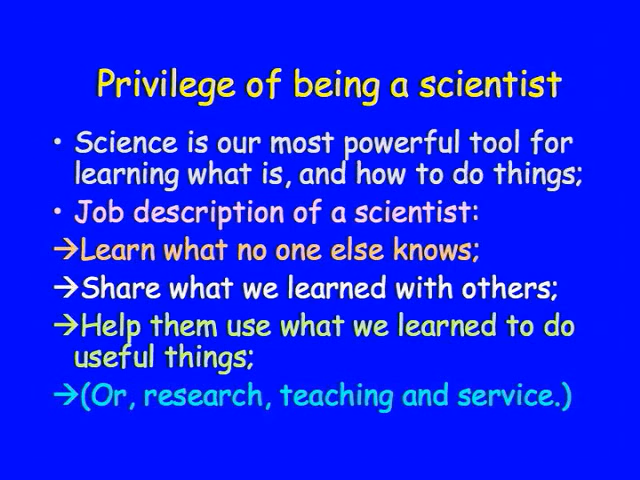 Privilege of being a scientist
• Science is our most powerful tool for
learning what is, and how to do things;
• Job description of a scientist:
→Learn what no one else knows;
→Share what we learned with others;
→Help them use what we learned to do
useful things;
→(Or, research, teaching and service.)